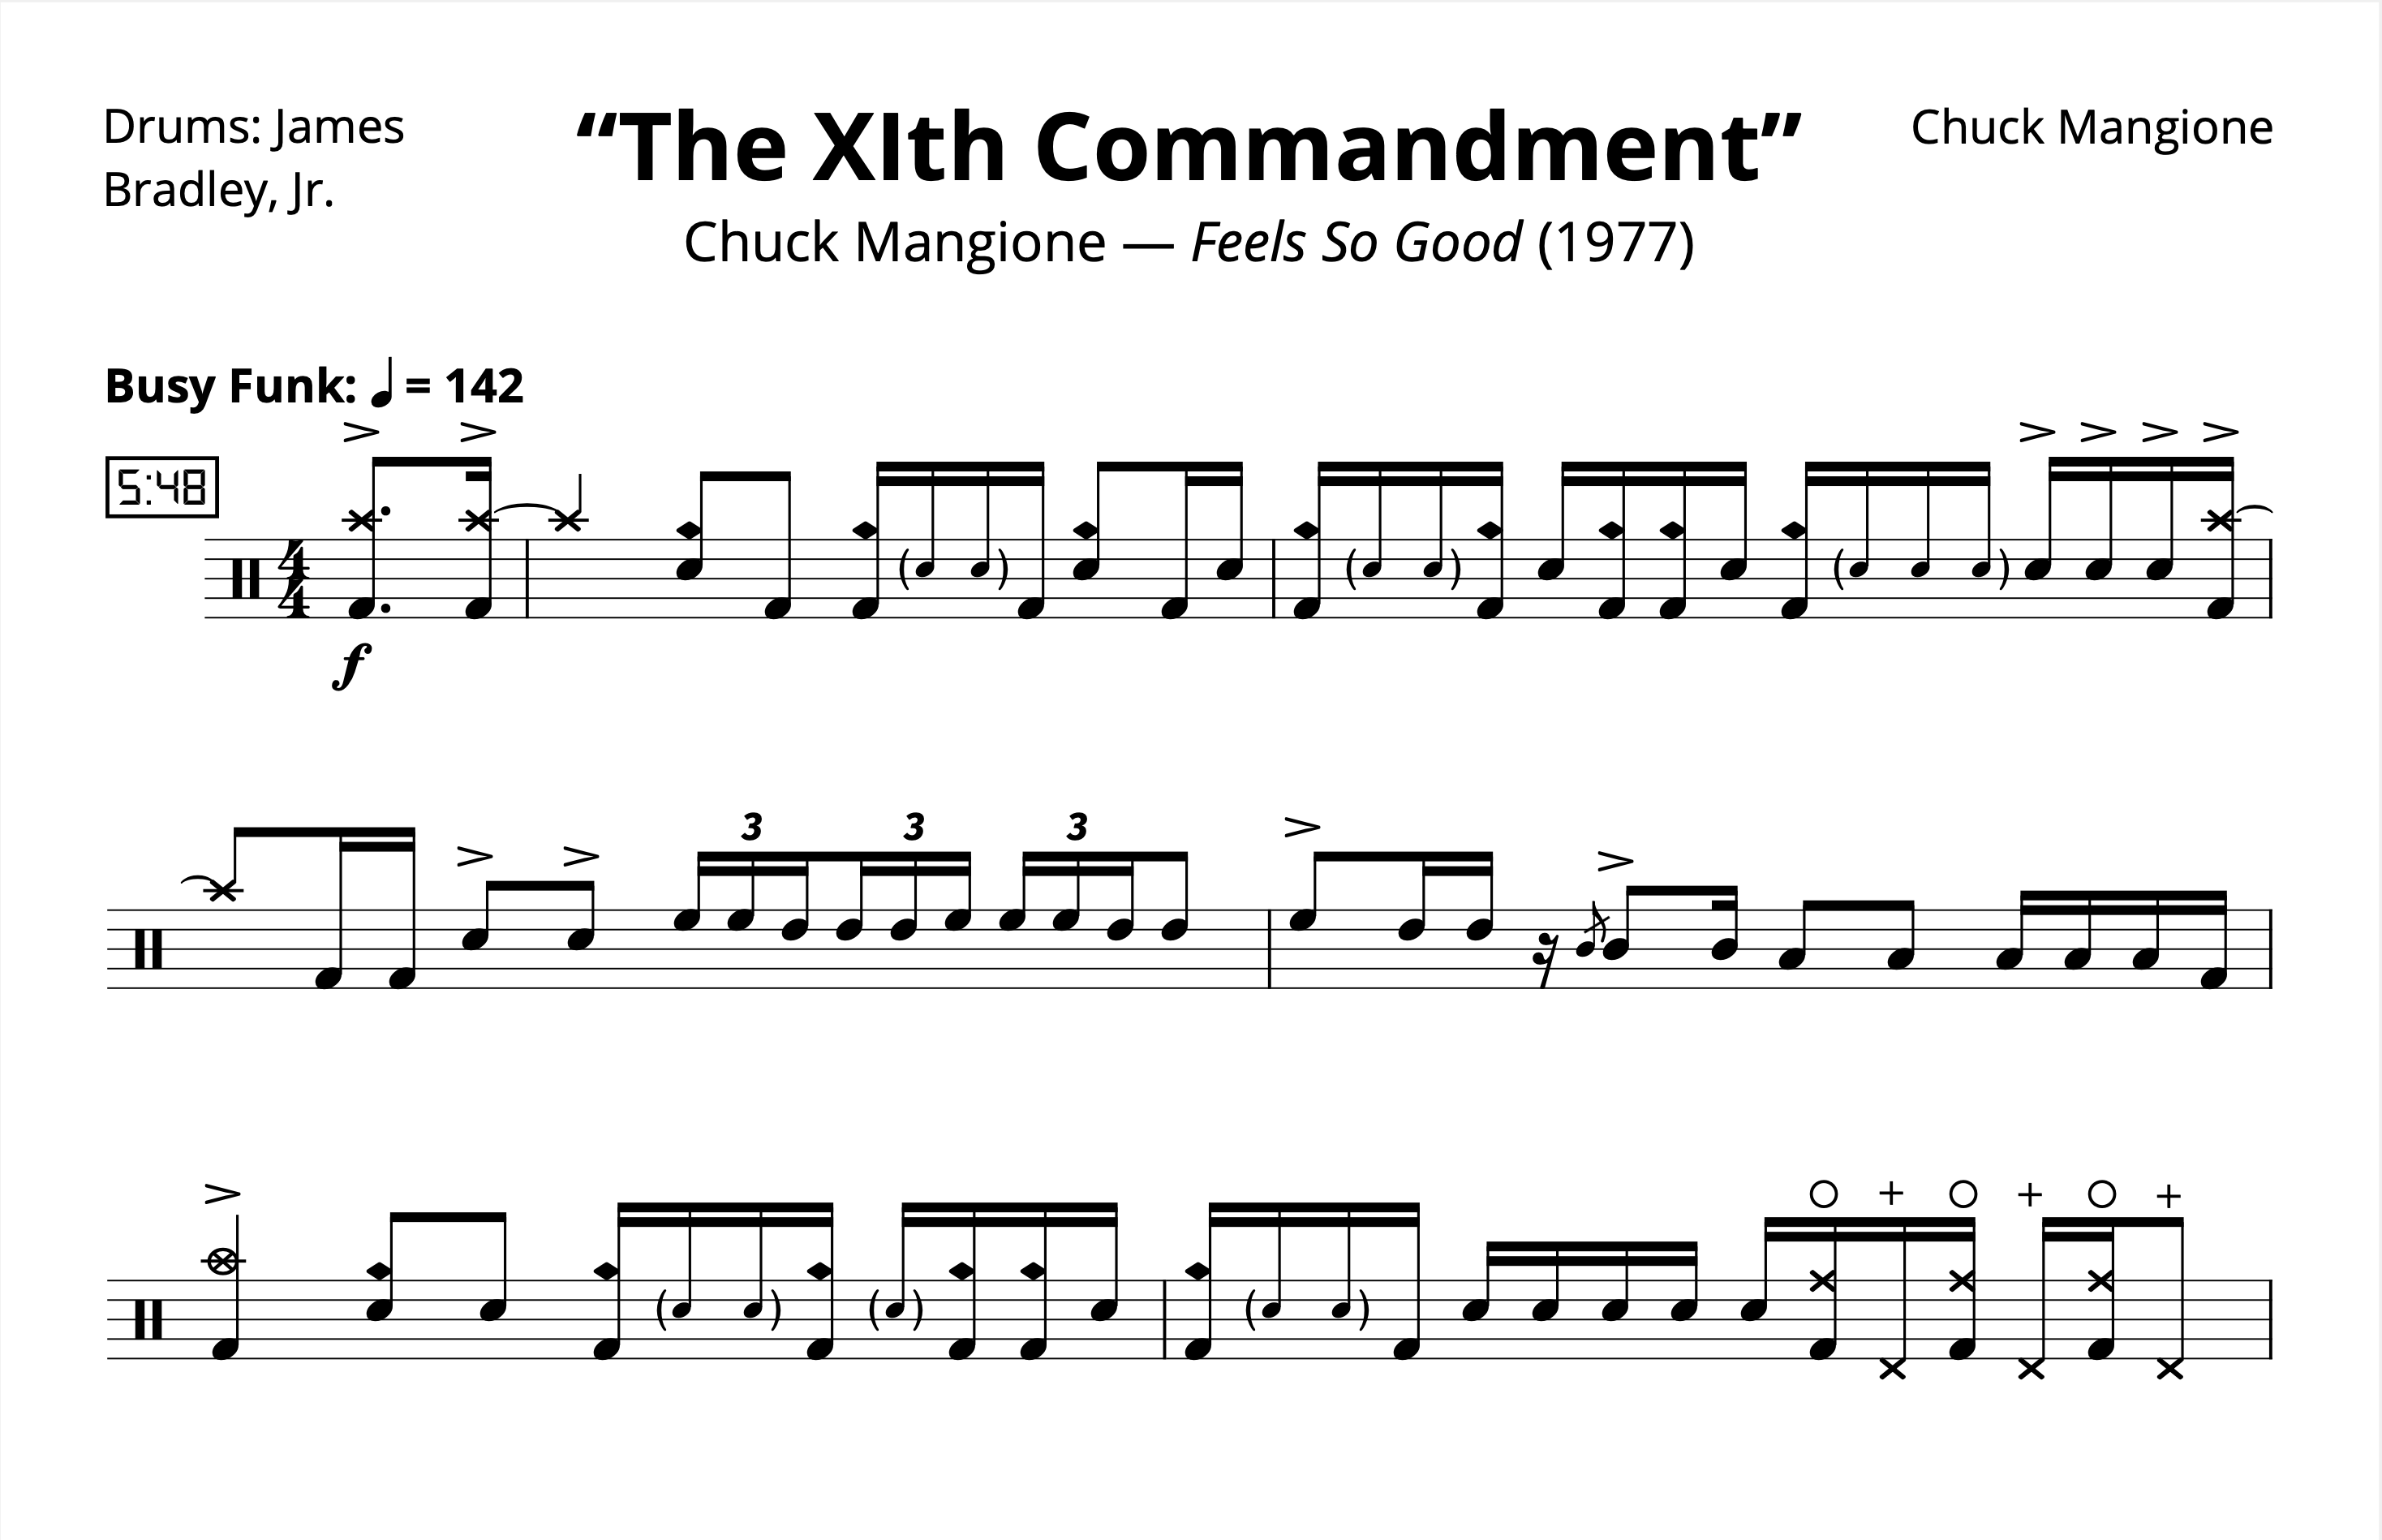 Drums: James
Bradley, Jr.
“The XIth Commandment”
Chuck Mangione
Chuck Mangione — Feels So Good (1977)
Busy Funk: ♩ = 142
5:48
4
4
f
3 3 3